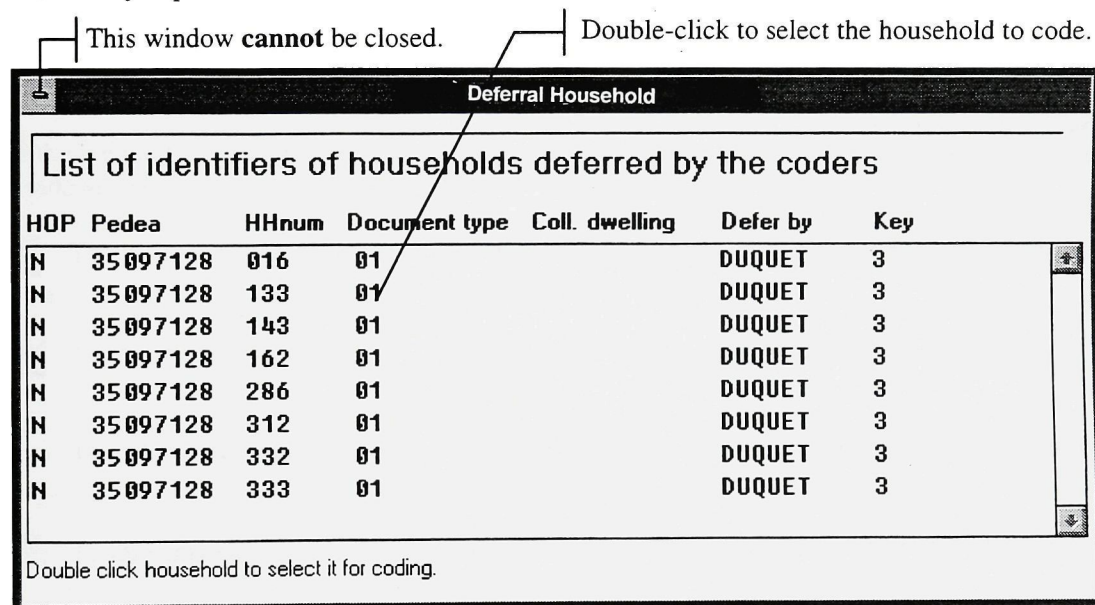 This window cannot be closed.
Double-click to select the household to code.
Deferral Household
List of identifiers of households deferred by the coders
HOP Pedea HHnum Document type Coll. dwelling Defer by Key
N 35097128 016 01 DUQUET 3
N 35097128 133 01 DUQUET 3
N 35097128 143 01 DUQUET 3
N 35097128 162 01 DUQUET 3
N 35097128 286 01 DUQUET 3
N 35097128 312 01 DUQUET 3
N 35097128 332 01 DUQUET 3
N 35097128 333 01 DUQUET 3
Double click household to select it for coding.